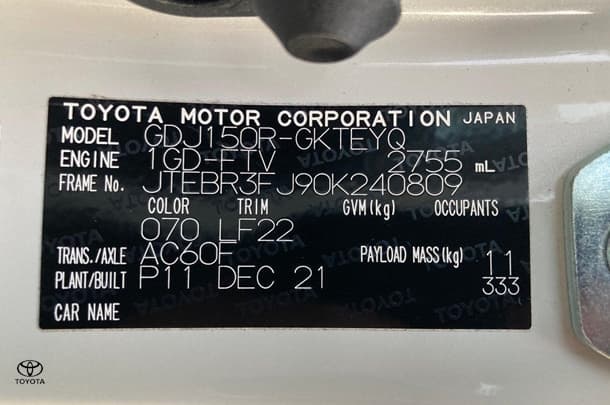 TOYOTA MOTOR CORPORATION JAPAN
MODEL GDJ150R-GKTEYQ
ENGINE 1GD-FTV 2755 mL
FRAME No. JTEBR3FJ90K240809
COLOR TRIM GVM(kg) OCCUPANTS
070 LF22
TRANS./AXLE AC60F PAYLOAD MASS(kg) 11
PLANT/BUILT P11 DEC 21 333
CAR NAME
TOYOTA